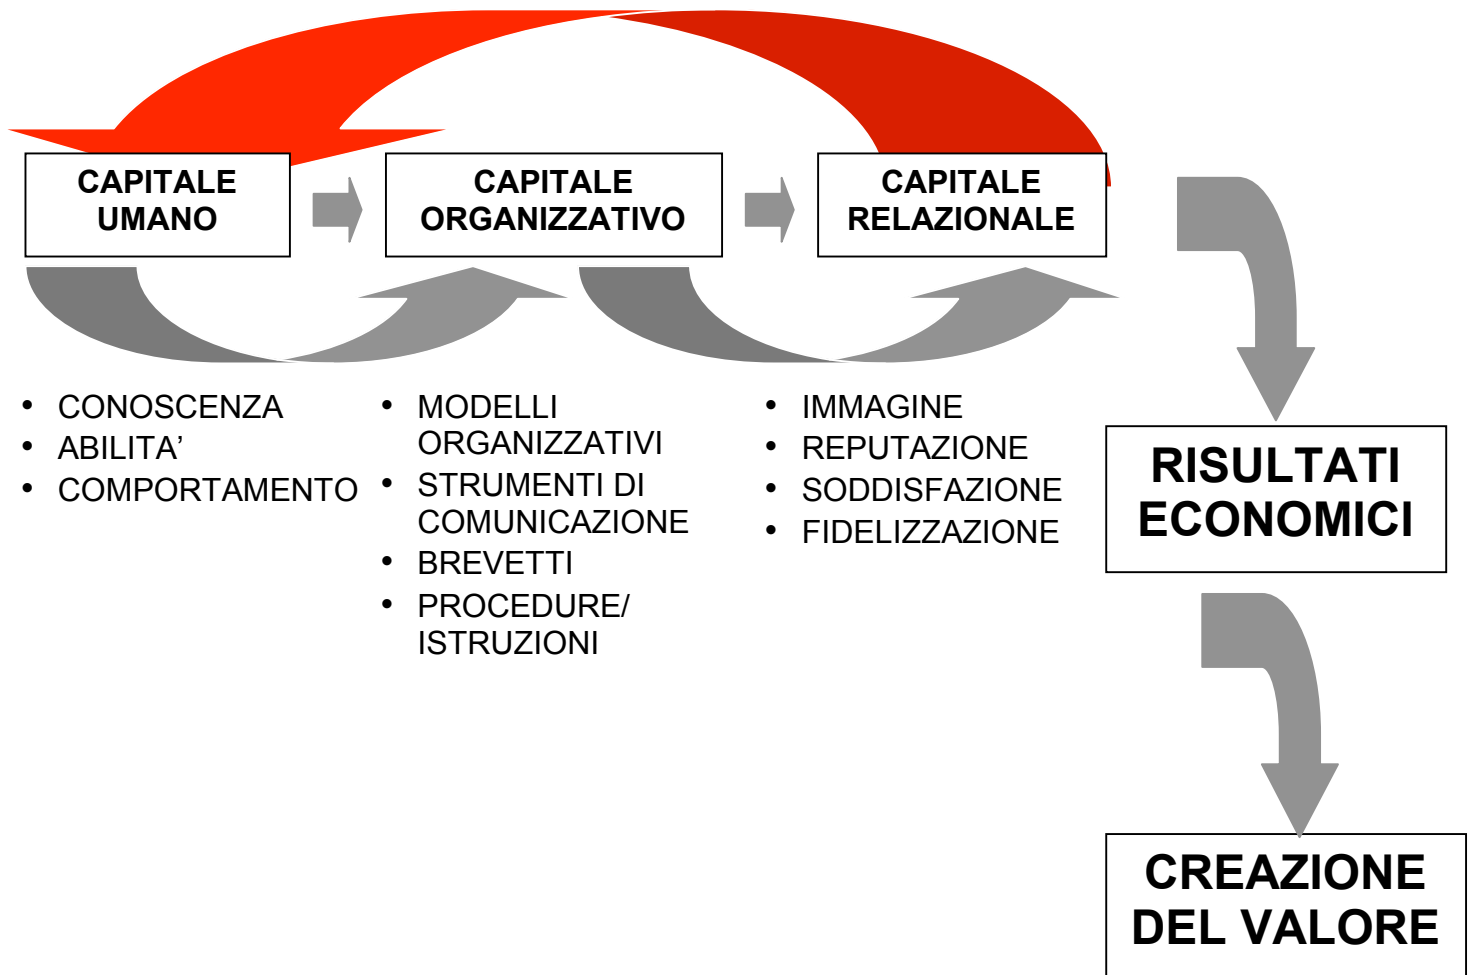 CAPITALE
UMANO
CAPITALE
ORGANIZZATIVO
CAPITALE
RELAZIONALE
• CONOSCENZA
• ABILITA’
• COMPORTAMENTO
• MODELLI
ORGANIZZATIVI
• STRUMENTI DI
COMUNICAZIONE
• BREVETTI
• PROCEDURE/
ISTRUZIONI
• IMMAGINE
• REPUTAZIONE
• SODDISFAZIONE
• FIDELIZZAZIONE
RISULTATI
ECONOMICI
CREAZIONE
DEL VALORE